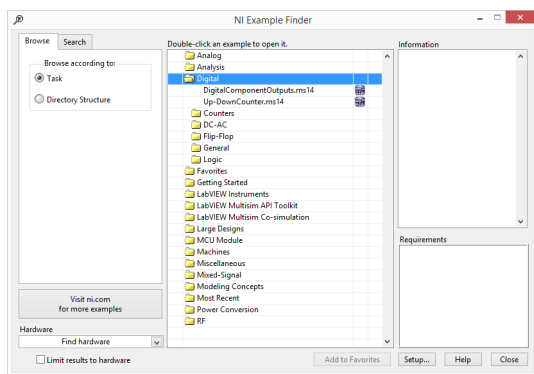 NI Example Finder
Browse
Search
Browse according to:
Task
Directory Structure
Visit ni.com
for more examples
Hardware
Find hardware
Limit results to hardware
Double-click an example to open it.
Analog
Analysis
Digital
DigitalComponentOutputs.ms14
Up-DownCounter.ms14
Counters
DC-AC
Flip-Flop
General
Logic
Favorites
Getting Started
LabVIEW Instruments
LabVIEW Multisim API Toolkit
LabVIEW Multisim Co-simulation
Large Designs
MCU Module
Machines
Miscellaneous
Mixed-Signal
Modeling Concepts
Most Recent
Power Conversion
RF
Information
Requirements
Add to Favorites
Setup...
Help
Close